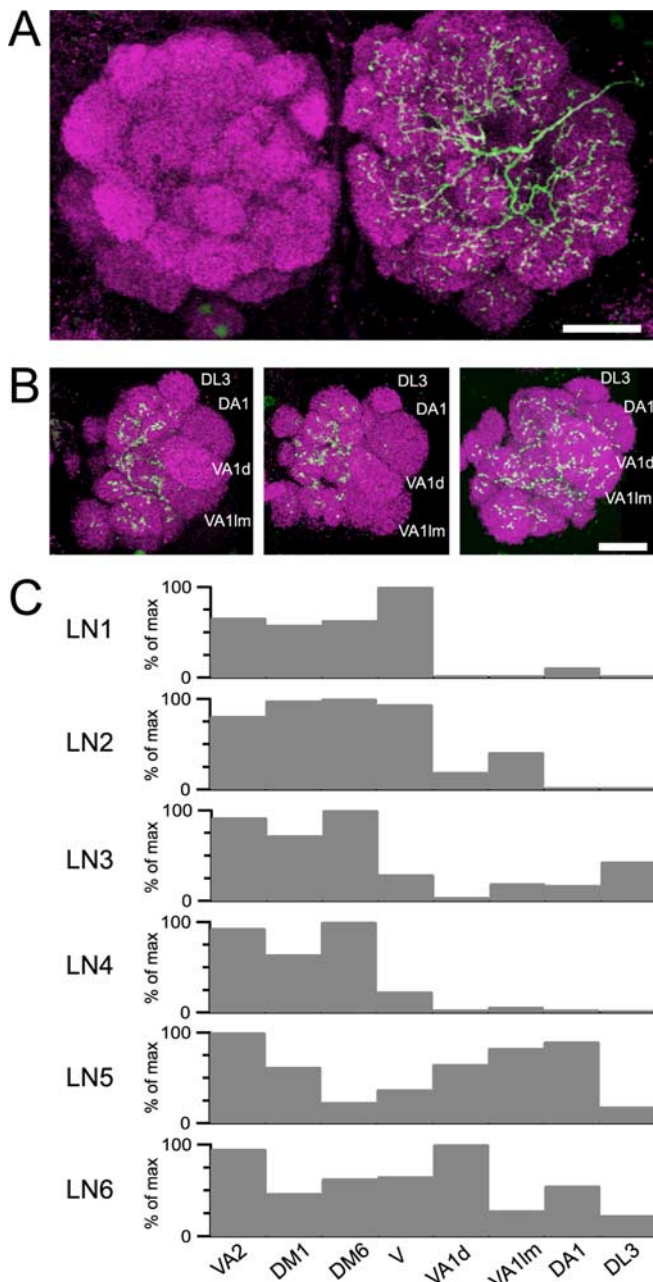 A
B
DL3
DA1
VA1d
VA1lm
DL3
DA1
VA1d
VA1lm
DL3
DA1
VA1d
VA1lm
C
LN1
% of max
100
0
LN2
% of max
100
0
LN3
% of max
100
0
LN4
% of max
100
0
LN5
% of max
100
0
LN6
% of max
100
0
VA2 DM1 DM6 V VA1d VA1lm DA1 DL3